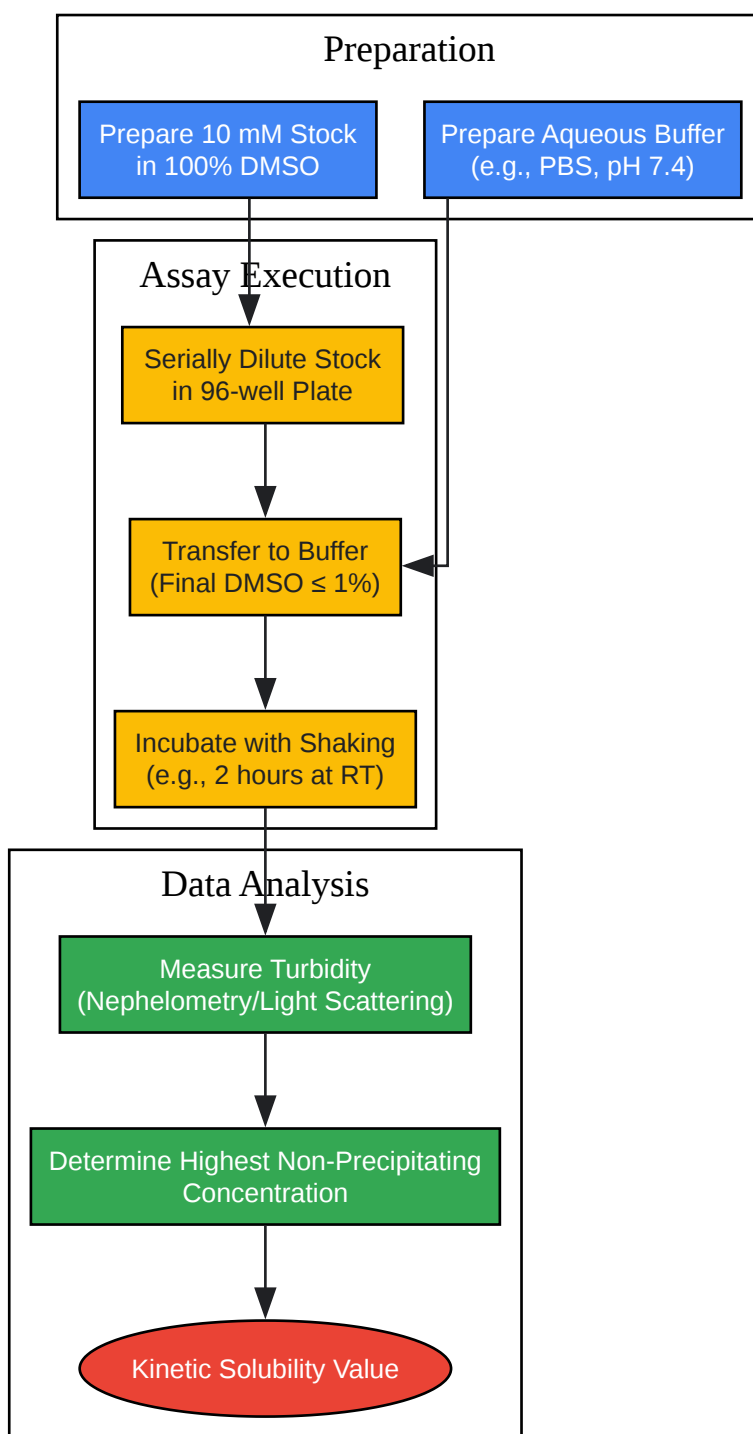 Preparation
Prepare 10 mM Stock
in 100% DMSO
Prepare Aqueous Buffer
(e.g., PBS, pH 7.4)
Assay Execution
Serially Dilute Stock
in 96-well Plate
Transfer to Buffer
(Final DMSO ≤ 1%)
Incubate with Shaking
(e.g., 2 hours at RT)
Data Analysis
Measure Turbidity
(Nephelometry/Light Scattering)
Determine Highest Non-Precipitating
Concentration
Kinetic Solubility Value